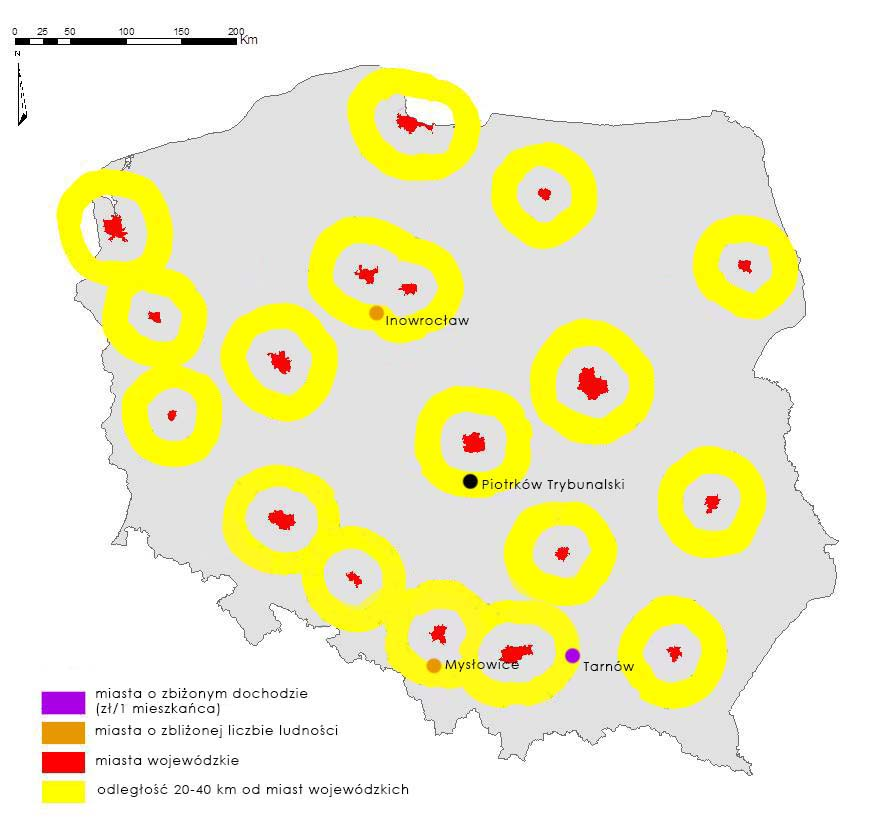 0 25 50 100 150 200
Km
N
Inowrocław
Piotrków Trybunalski
Mysłowice
Tarnów
miasta o zbiżonym dochodzie
(zł/1 mieszkańca)
miasta o zbliżonej liczbie ludności
miasta wojewódzkie
odległość 20-40 km od miast wojewódzkich